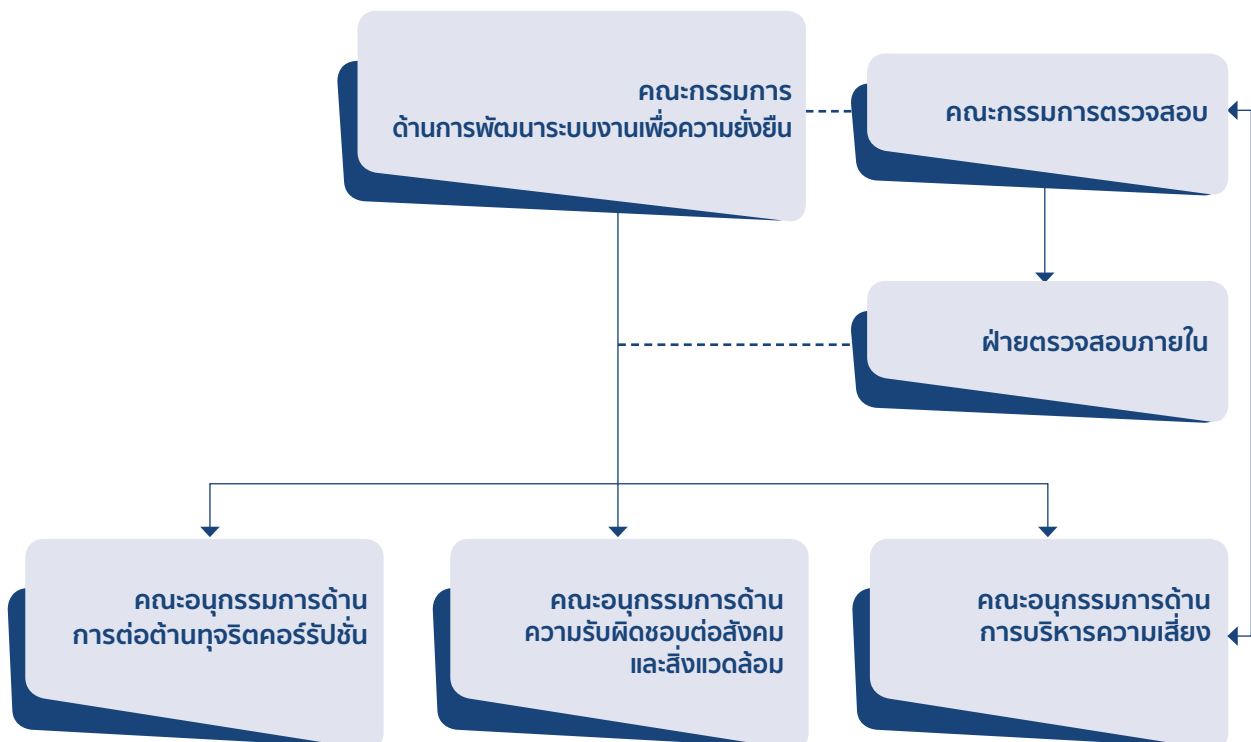 คณะกรรมการ
ด้านการพัฒนาระบบงานเพื่อความยั่งยืน
คณะกรรมการตรวจสอบ
ฝ่ายตรวจสอบภายใน
คณะอนุกรรมการด้าน
การต่อต้านทุจริตคอร์รัปชั่น
คณะอนุกรรมการด้าน
ความรับผิดชอบต่อสังคม
และสิ่งแวดล้อม
คณะอนุกรรมการด้าน
การบริหารความเสี่ยง